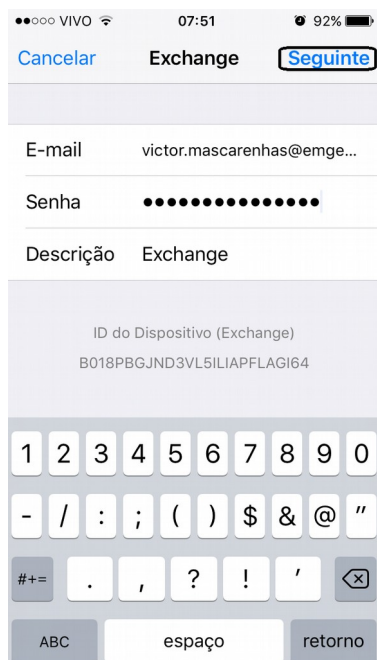 VIVO 07:51 92%
Cancelar Exchange Seguinte
E-mail victor.mascarenhas@emge...
Senha ●●●●●●●●●●●●●●●
Descrição Exchange
ID do Dispositivo (Exchange)
B018PBGJND3VL5ILIAPFLAGI64
1 2 3 4 5 6 7 8 9 0
- / : ; ( ) $ & @ "
#+= . , ? ! '
ABC espaço retorno